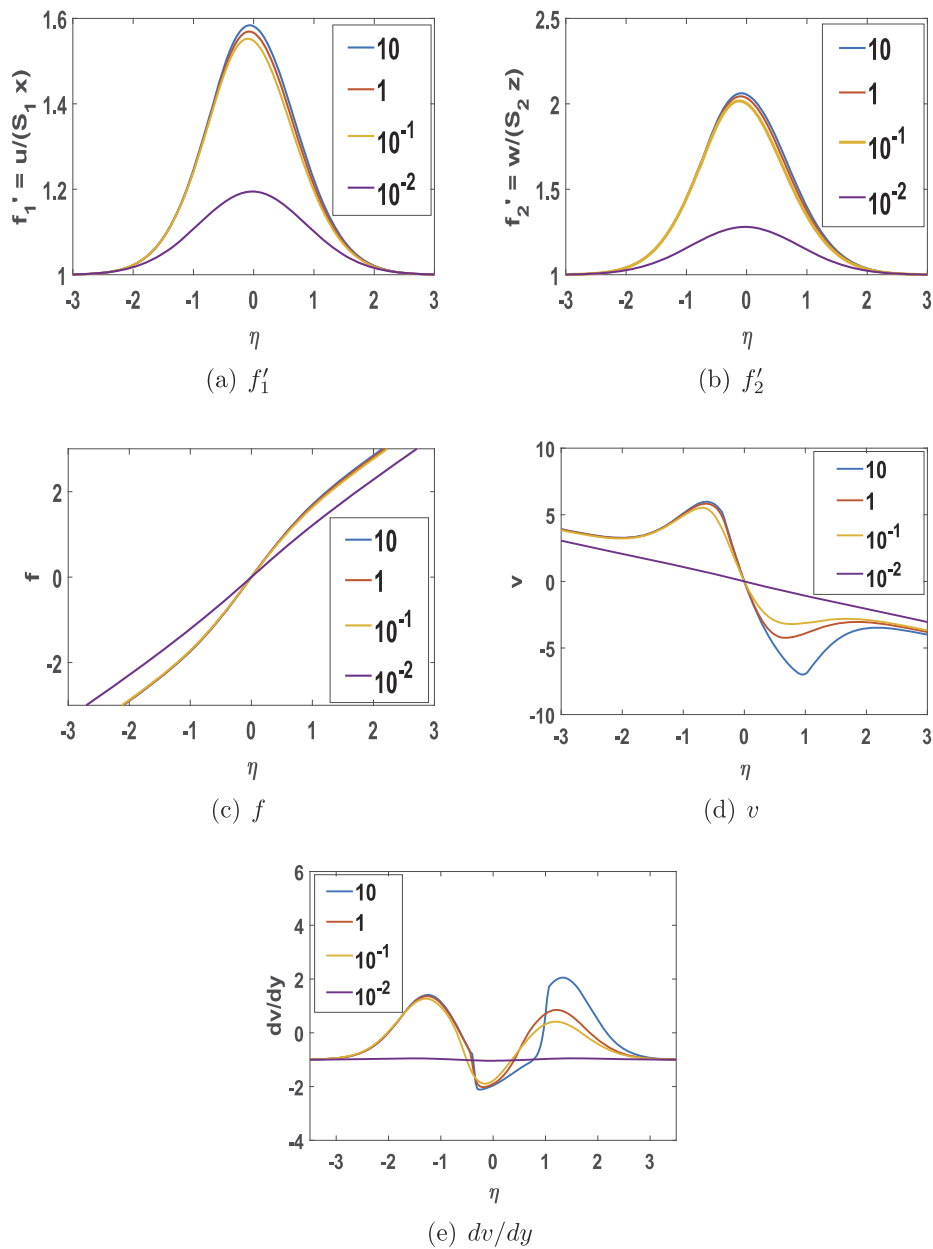 1.6
1.4
1.2
1
-3 -2 -1 0 1 2 3
f₁' = u/(S₁ x)
η
10
1
10⁻¹
10⁻²
(a) f′₁
2.5
2
1.5
1
-3 -2 -1 0 1 2 3
f₂' = w/(S₂ z)
η
10
1
10⁻¹
10⁻²
(b) f′₂
2
0
-2
-3 -2 -1 0 1 2 3
f
η
10
1
10⁻¹
10⁻²
(c) f
10
5
0
-5
-10
-3 -2 -1 0 1 2 3
v
η
10
1
10⁻¹
10⁻²
(d) v
6
4
2
0
-2
-4
-3 -2 -1 0 1 2 3
dv/dy
η
10
1
10⁻¹
10⁻²
(e) dv/dy